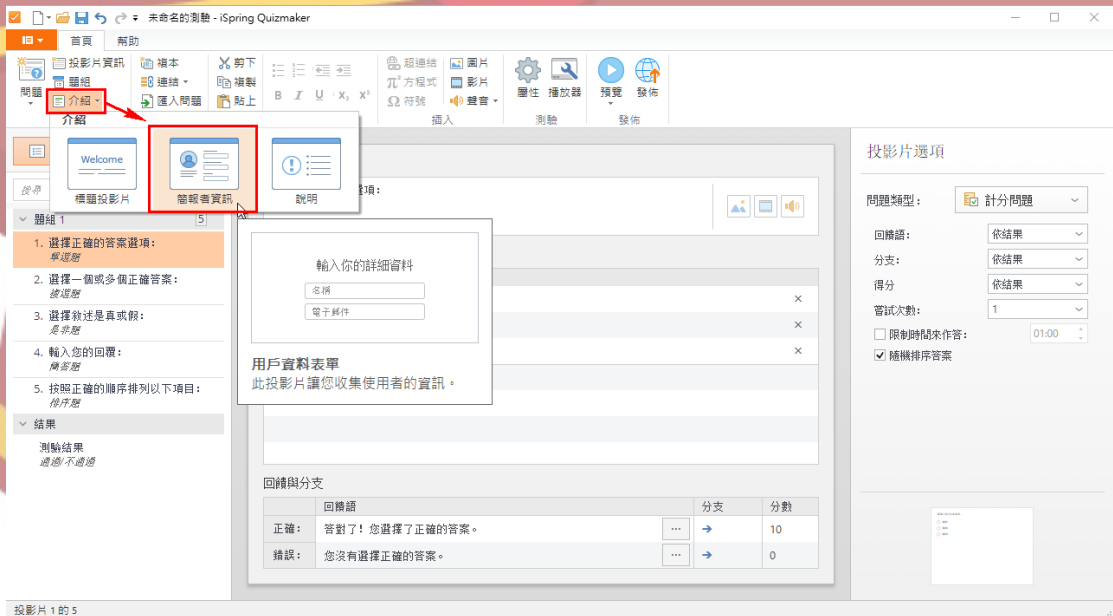 未命名的測驗 - iSpring Quizmaker
首頁
幫助
問題
投影片資訊
題組
介紹
複本
連結
匯入問題
剪下
複製
貼上
B I U X₂ X²
超連結
π² 方程式
Ω 符號
圖片
影片
聲音
插入
屬性
播放器
測驗
預覽
發佈
發佈
介紹
Welcome
標題投影片
簡報者資訊
說明
搜尋
題組 1
5
1. 選擇正確的答案選項:
單選題
2. 選擇一個或多個正確答案:
複選題
3. 選擇敘述是真或假:
是非題
4. 輸入您的回覆:
簡答題
5. 按照正確的順序排列以下項目:
排序題
結果
測驗結果
通過/不通過
項:
輸入你的詳細資料
名稱
電子郵件
用戶資料表單
此投影片讓您收集使用者的資訊。
回饋與分支
回饋語
分支
分數
正確:
答對了! 您選擇了正確的答案。
...
10
錯誤:
您沒有選擇正確的答案。
...
0
投影片選項
問題類型:
計分問題
回饋語:
依結果
分支:
依結果
得分
依結果
嘗試次數:
1
限制時間來作答:
01:00
隨機排序答案
投影片 1 的 5